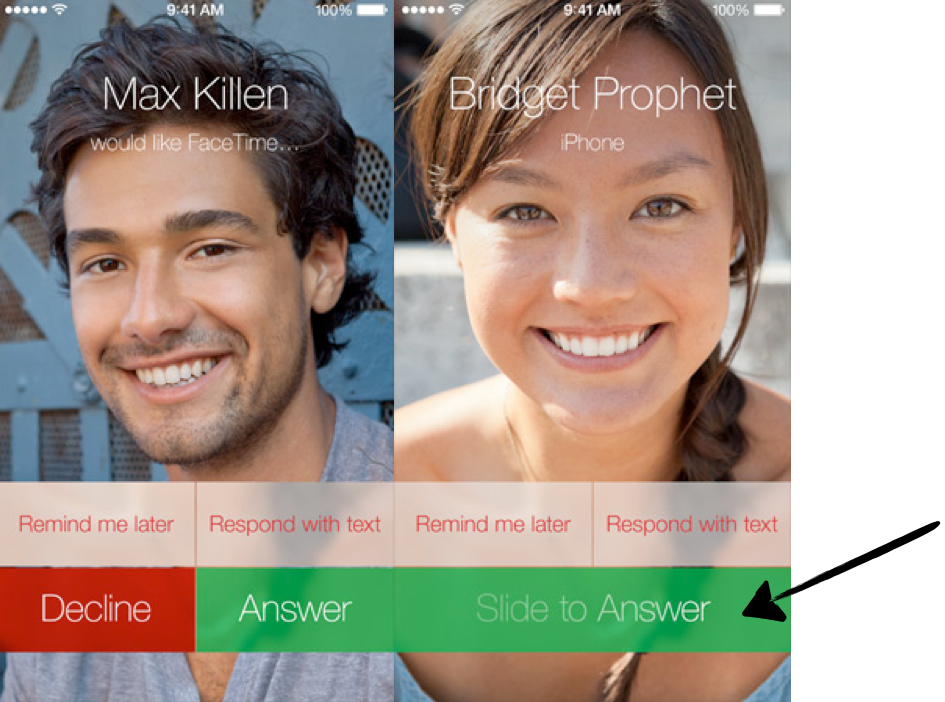 9:41 AM 100%
Max Killen
would like FaceTime...
Remind me later Respond with text
Decline Answer
9:41 AM 100%
Bridget Prophet
iPhone
Remind me later Respond with text
Slide to Answer